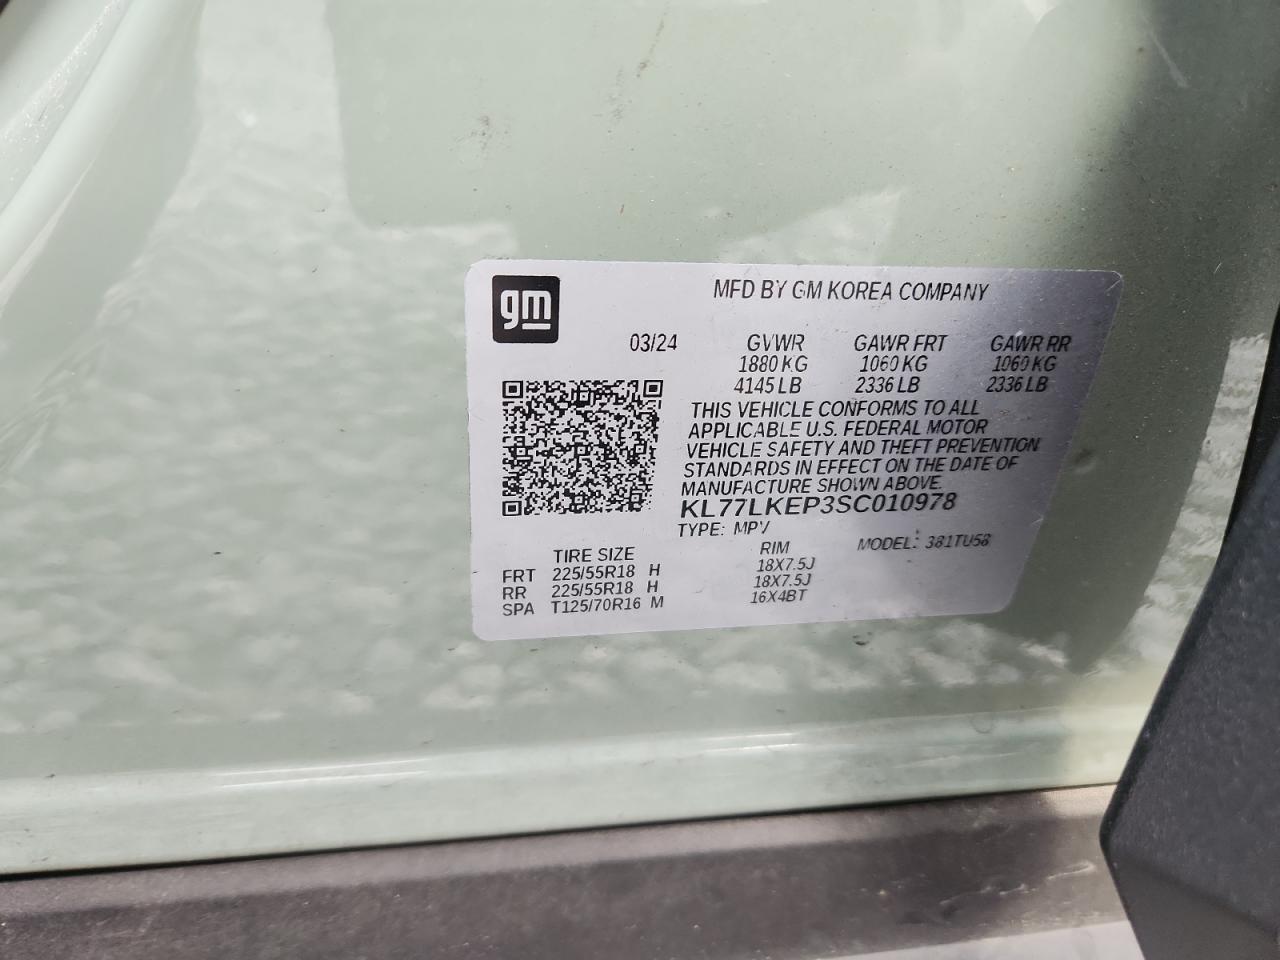 gm
MFD BY GM KOREA COMPANY
03/24 GVWR GAWR FRT GAWR RR
1880 KG 1060 KG 1060 KG
4145 LB 2336 LB 2336 LB
THIS VEHICLE CONFORMS TO ALL
APPLICABLE U.S. FEDERAL MOTOR
VEHICLE SAFETY AND THEFT PREVENTION
STANDARDS IN EFFECT ON THE DATE OF
MANUFACTURE SHOWN ABOVE.
KL77LKEP3SC010978
TYPE: MPV MODEL: 381TU58
TIRE SIZE RIM
FRT 225/55R18 H 18X7.5J
RR 225/55R18 H 18X7.5J
SPA T125/70R16 M 16X4BT